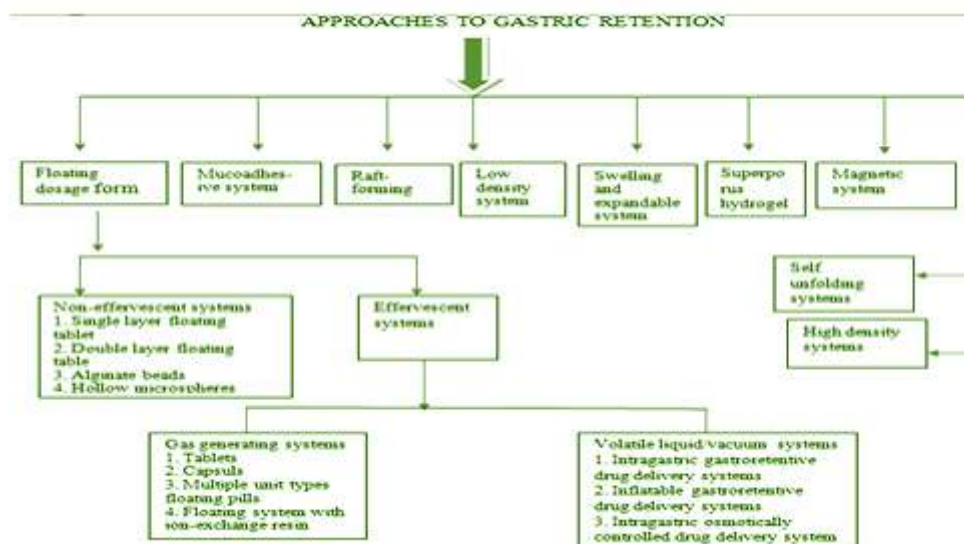 APPROACHES TO GASTRIC RETENTION
Floating
dosage form
Mucoadhes-
ive system
Raft-
forming
Low
density
system
Swelling
and
expandable
system
Superpo
rus
hydrogel
Magnetic
system
Self
unfolding
systems
High density
systems
Non-effervescent systems
1. Single layer floating
tablet
2. Double layer floating
table
3. Alginate beads
4. Hollow microspheres
Effervescent
systems
Gas generating systems
1. Tablets
2. Capsuls
3. Multiple unit types
floating pills
4. Floating system with
ion-exchange resin
Volatile liquid/vacuum systems
1. Intragastric gastroretentive
drug delivery systems
2. Inflatable gastroretentive
drug delivery systems
3. Intragastric osmotically
controlled drug delivery system